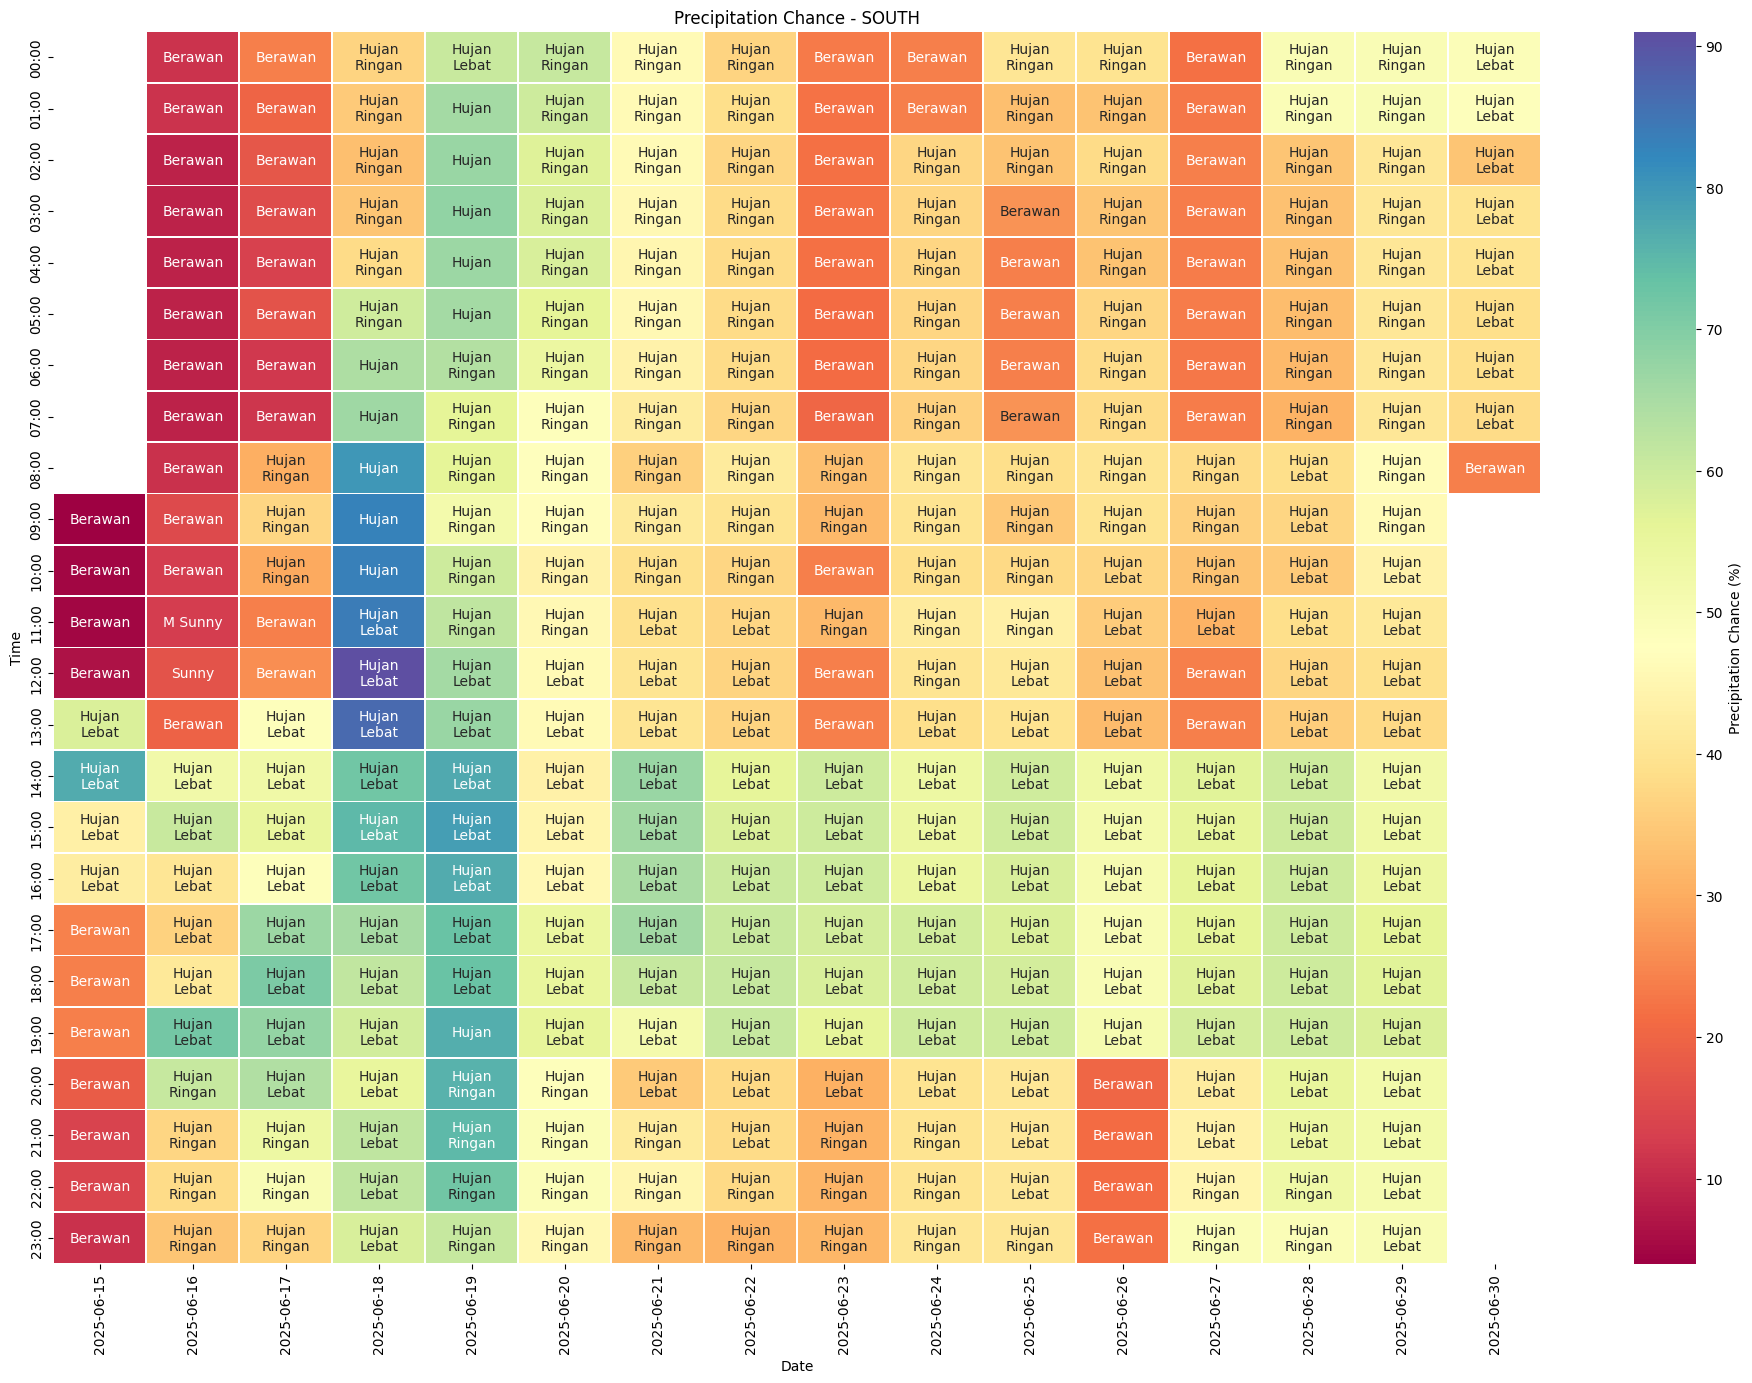 Precipitation Chance - SOUTH
00:00 Berawan Berawan Hujan Ringan Hujan Lebat Hujan Ringan Hujan Ringan Hujan Ringan Berawan Berawan Hujan Ringan Hujan Ringan Berawan Hujan Ringan Hujan Ringan Hujan Lebat
01:00 Berawan Berawan Hujan Ringan Hujan Hujan Ringan Hujan Ringan Hujan Ringan Berawan Berawan Hujan Ringan Hujan Ringan Berawan Hujan Ringan Hujan Ringan Hujan Lebat
02:00 Berawan Berawan Hujan Ringan Hujan Hujan Ringan Hujan Ringan Hujan Ringan Berawan Hujan Ringan Hujan Ringan Hujan Ringan Berawan Hujan Ringan Hujan Ringan Hujan Lebat
03:00 Berawan Berawan Hujan Ringan Hujan Hujan Ringan Hujan Ringan Hujan Ringan Berawan Hujan Ringan Berawan Hujan Ringan Berawan Hujan Ringan Hujan Ringan Hujan Lebat
04:00 Berawan Berawan Hujan Ringan Hujan Hujan Ringan Hujan Ringan Hujan Ringan Berawan Hujan Ringan Berawan Hujan Ringan Berawan Hujan Ringan Hujan Ringan Hujan Lebat
05:00 Berawan Berawan Hujan Ringan Hujan Hujan Ringan Hujan Ringan Hujan Ringan Berawan Hujan Ringan Berawan Hujan Ringan Berawan Hujan Ringan Hujan Ringan Hujan Lebat
06:00 Berawan Berawan Hujan Hujan Ringan Hujan Ringan Hujan Ringan Hujan Ringan Berawan Hujan Ringan Berawan Hujan Ringan Berawan Hujan Ringan Hujan Ringan Hujan Lebat
07:00 Berawan Berawan Hujan Hujan Ringan Hujan Ringan Hujan Ringan Hujan Ringan Berawan Hujan Ringan Berawan Hujan Ringan Berawan Hujan Ringan Hujan Ringan Hujan Lebat
08:00 Berawan Hujan Ringan Hujan Hujan Ringan Hujan Ringan Hujan Ringan Hujan Ringan Hujan Ringan Hujan Ringan Hujan Ringan Hujan Ringan Hujan Ringan Hujan Lebat Hujan Ringan Berawan
09:00 Berawan Berawan Hujan Ringan Hujan Hujan Ringan Hujan Ringan Hujan Ringan Hujan Ringan Hujan Ringan Hujan Ringan Hujan Ringan Hujan Ringan Hujan Ringan Hujan Lebat Hujan Ringan
10:00 Berawan Berawan Hujan Ringan Hujan Hujan Ringan Hujan Ringan Hujan Ringan Hujan Ringan Berawan Hujan Ringan Hujan Ringan Hujan Lebat Hujan Ringan Hujan Lebat Hujan Lebat
11:00 Berawan M Sunny Berawan Hujan Lebat Hujan Ringan Hujan Ringan Hujan Lebat Hujan Lebat Hujan Ringan Hujan Ringan Hujan Ringan Hujan Lebat Hujan Lebat Hujan Lebat Hujan Lebat
12:00 Berawan Sunny Berawan Hujan Lebat Hujan Lebat Hujan Lebat Hujan Lebat Hujan Lebat Berawan Hujan Ringan Hujan Lebat Hujan Lebat Berawan Hujan Lebat Hujan Lebat
13:00 Hujan Lebat Berawan Hujan Lebat Hujan Lebat Hujan Lebat Hujan Lebat Hujan Lebat Hujan Lebat Berawan Hujan Lebat Hujan Lebat Hujan Lebat Berawan Hujan Lebat Hujan Lebat
14:00 Hujan Lebat Hujan Lebat Hujan Lebat Hujan Lebat Hujan Lebat Hujan Lebat Hujan Lebat Hujan Lebat Hujan Lebat Hujan Lebat Hujan Lebat Hujan Lebat Hujan Lebat Hujan Lebat Hujan Lebat
15:00 Hujan Lebat Hujan Lebat Hujan Lebat Hujan Lebat Hujan Lebat Hujan Lebat Hujan Lebat Hujan Lebat Hujan Lebat Hujan Lebat Hujan Lebat Hujan Lebat Hujan Lebat Hujan Lebat Hujan Lebat
16:00 Hujan Lebat Hujan Lebat Hujan Lebat Hujan Lebat Hujan Lebat Hujan Lebat Hujan Lebat Hujan Lebat Hujan Lebat Hujan Lebat Hujan Lebat Hujan Lebat Hujan Lebat Hujan Lebat Hujan Lebat
17:00 Berawan Hujan Lebat Hujan Lebat Hujan Lebat Hujan Lebat Hujan Lebat Hujan Lebat Hujan Lebat Hujan Lebat Hujan Lebat Hujan Lebat Hujan Lebat Hujan Lebat Hujan Lebat Hujan Lebat
18:00 Berawan Hujan Lebat Hujan Lebat Hujan Lebat Hujan Lebat Hujan Lebat Hujan Lebat Hujan Lebat Hujan Lebat Hujan Lebat Hujan Lebat Hujan Lebat Hujan Lebat Hujan Lebat Hujan Lebat
19:00 Berawan Hujan Lebat Hujan Lebat Hujan Lebat Hujan Hujan Lebat Hujan Lebat Hujan Lebat Hujan Lebat Hujan Lebat Hujan Lebat Hujan Lebat Hujan Lebat Hujan Lebat Hujan Lebat
20:00 Berawan Hujan Ringan Hujan Lebat Hujan Lebat Hujan Ringan Hujan Ringan Hujan Lebat Hujan Lebat Hujan Lebat Hujan Lebat Hujan Lebat Berawan Hujan Lebat Hujan Lebat Hujan Lebat
21:00 Berawan Hujan Ringan Hujan Ringan Hujan Lebat Hujan Ringan Hujan Ringan Hujan Ringan Hujan Lebat Hujan Ringan Hujan Ringan Hujan Lebat Berawan Hujan Lebat Hujan Lebat Hujan Lebat
22:00 Berawan Hujan Ringan Hujan Ringan Hujan Lebat Hujan Ringan Hujan Ringan Hujan Ringan Hujan Ringan Hujan Ringan Hujan Ringan Hujan Lebat Berawan Hujan Ringan Hujan Ringan Hujan Lebat
23:00 Berawan Hujan Ringan Hujan Ringan Hujan Lebat Hujan Ringan Hujan Ringan Hujan Ringan Hujan Ringan Hujan Ringan Hujan Ringan Hujan Ringan Berawan Hujan Ringan Hujan Ringan Hujan Lebat
Time
2025-06-15 2025-06-16 2025-06-17 2025-06-18 2025-06-19 2025-06-20 2025-06-21 2025-06-22 2025-06-23 2025-06-24 2025-06-25 2025-06-26 2025-06-27 2025-06-28 2025-06-29 2025-06-30
Date
90
80
70
60
50
40
30
20
10
Precipitation Chance (%)